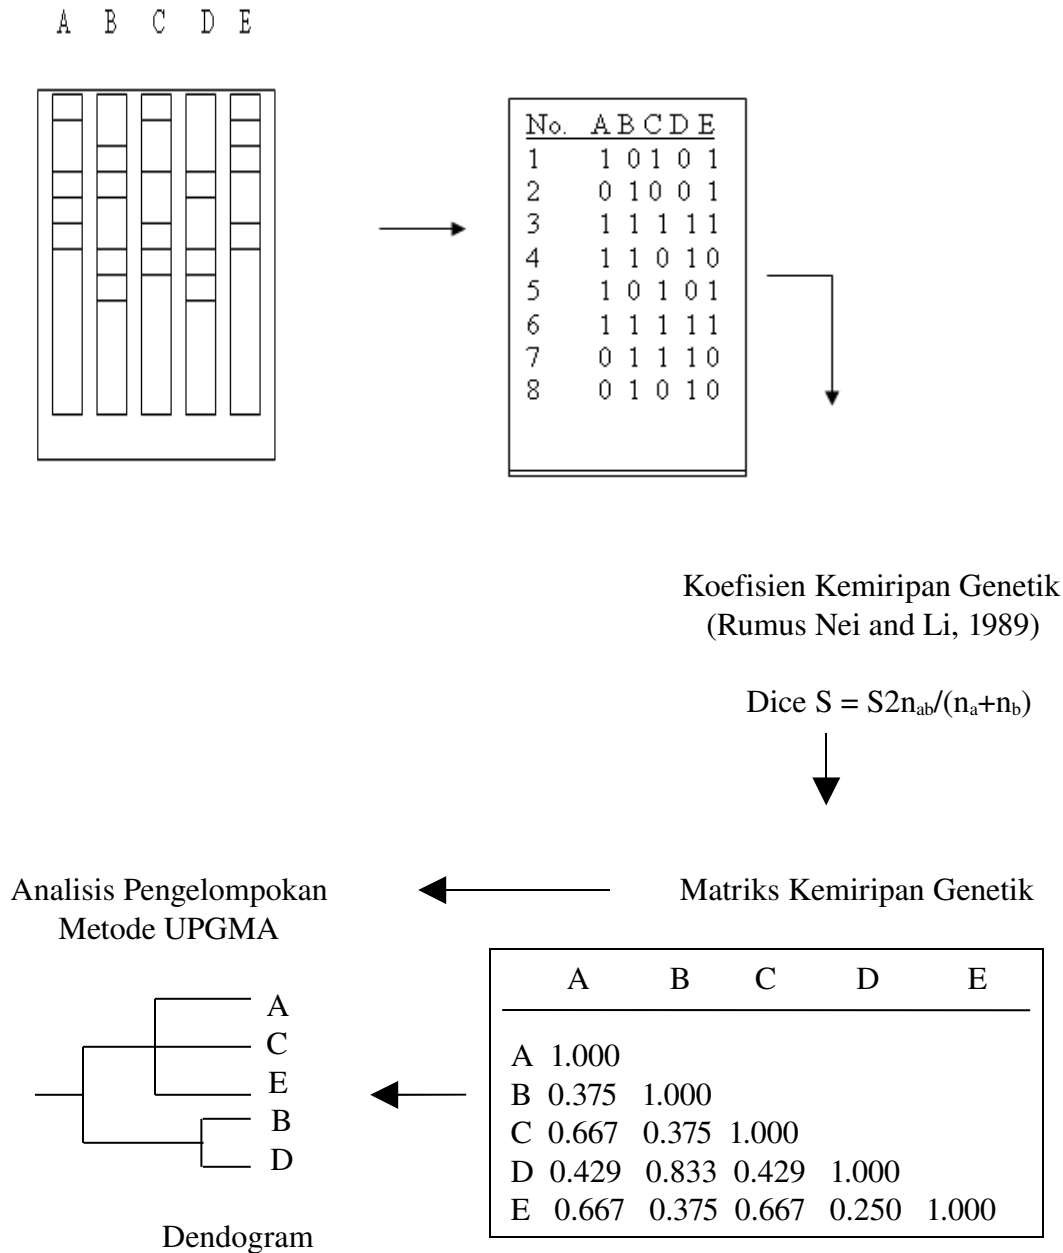 A B C D E
No. A B C D E
1 1 0 1 0 1
2 0 1 0 0 1
3 1 1 1 1 1
4 1 1 0 1 0
5 1 0 1 0 1
6 1 1 1 1 1
7 0 1 1 1 0
8 0 1 0 1 0
Koefisien Kemiripan Genetik
(Rumus Nei and Li, 1989)
Dice S = S2nab/(na+nb)
Matriks Kemiripan Genetik
A B C D E
A 1.000
B 0.375 1.000
C 0.667 0.375 1.000
D 0.429 0.833 0.429 1.000
E 0.667 0.375 0.667 0.250 1.000
Analisis Pengelompokan
Metode UPGMA
A
C
E
B
D
Dendogram